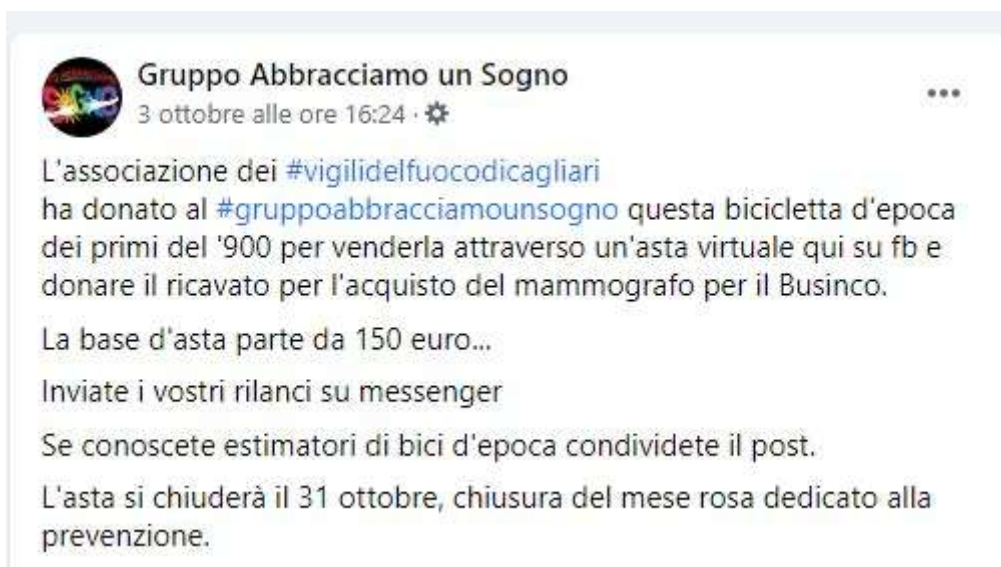 Gruppo Abbracciamo un Sogno
3 ottobre alle ore 16:24 ·
L'associazione dei #vigilidelfuocodicagliari
ha donato al #gruppoabbracciamounsogno questa bicicletta d'epoca
dei primi del '900 per venderla attraverso un'asta virtuale qui su fb e
donare il ricavato per l'acquisto del mammografo per il Businco.
La base d'asta parte da 150 euro...
Inviate i vostri rilanci su messenger
Se conoscete estimatori di bici d'epoca condividete il post.
L'asta si chiuderà il 31 ottobre, chiusura del mese rosa dedicato alla
prevenzione.